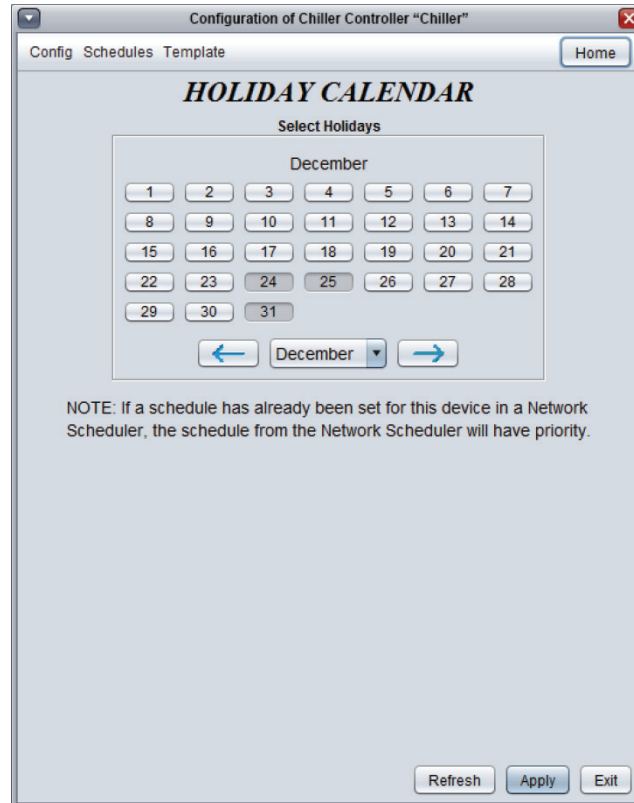 Configuration of Chiller Controller “Chiller”
Config Schedules Template Home
HOLIDAY CALENDAR
Select Holidays
December
1 2 3 4 5 6 7
8 9 10 11 12 13 14
15 16 17 18 19 20 21
22 23 24 25 26 27 28
29 30 31
December
NOTE: If a schedule has already been set for this device in a Network
Scheduler, the schedule from the Network Scheduler will have priority.
Refresh Apply Exit